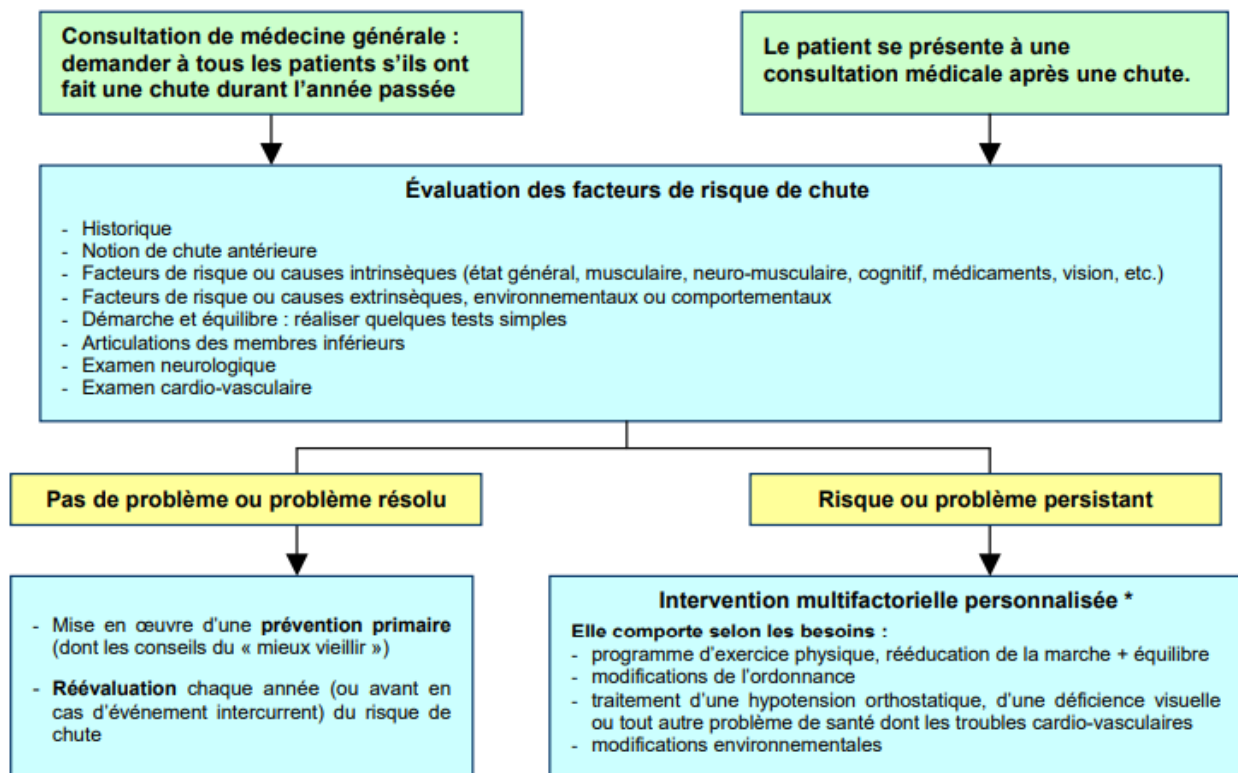 Consultation de médecine générale :
demander à tous les patients s’ils ont
fait une chute durant l’année passée
Le patient se présente à une
consultation médicale après une chute.
Évaluation des facteurs de risque de chute
- Historique
- Notion de chute antérieure
- Facteurs de risque ou causes intrinsèques (état général, musculaire, neuro-musculaire, cognitif, médicaments, vision, etc.)
- Facteurs de risque ou causes extrinsèques, environnementaux ou comportementaux
- Démarche et équilibre : réaliser quelques tests simples
- Articulations des membres inférieurs
- Examen neurologique
- Examen cardio-vasculaire
Pas de problème ou problème résolu
Risque ou problème persistant
- Mise en œuvre d’une prévention primaire
(dont les conseils du « mieux vieillir »)
- Réévaluation chaque année (ou avant en
cas d’événement intercurrent) du risque de
chute
Intervention multifactorielle personnalisée *
Elle comporte selon les besoins :
- programme d’exercice physique, rééducation de la marche + équilibre
- modifications de l’ordonnance
- traitement d’une hypotension orthostatique, d’une déficience visuelle
ou tout autre problème de santé dont les troubles cardio-vasculaires
- modifications environnementales